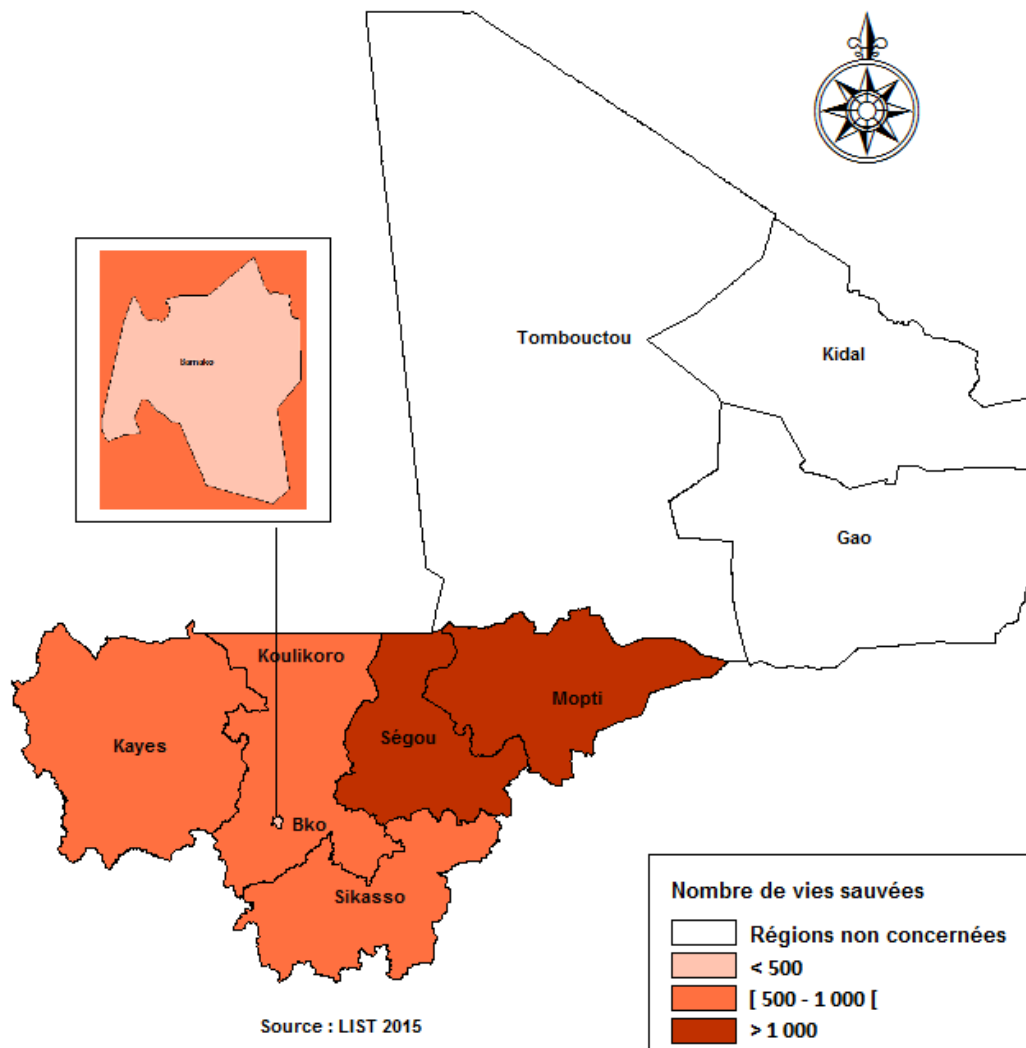 Tombouctou
Kidal
Bamako
Gao
Koulikoro
Mopti
Ségou
Kayes
Bko
Sikasso
Nombre de vies sauvées
Régions non concernées
< 500
[ 500 - 1 000 [
> 1 000
Source : LIST 2015